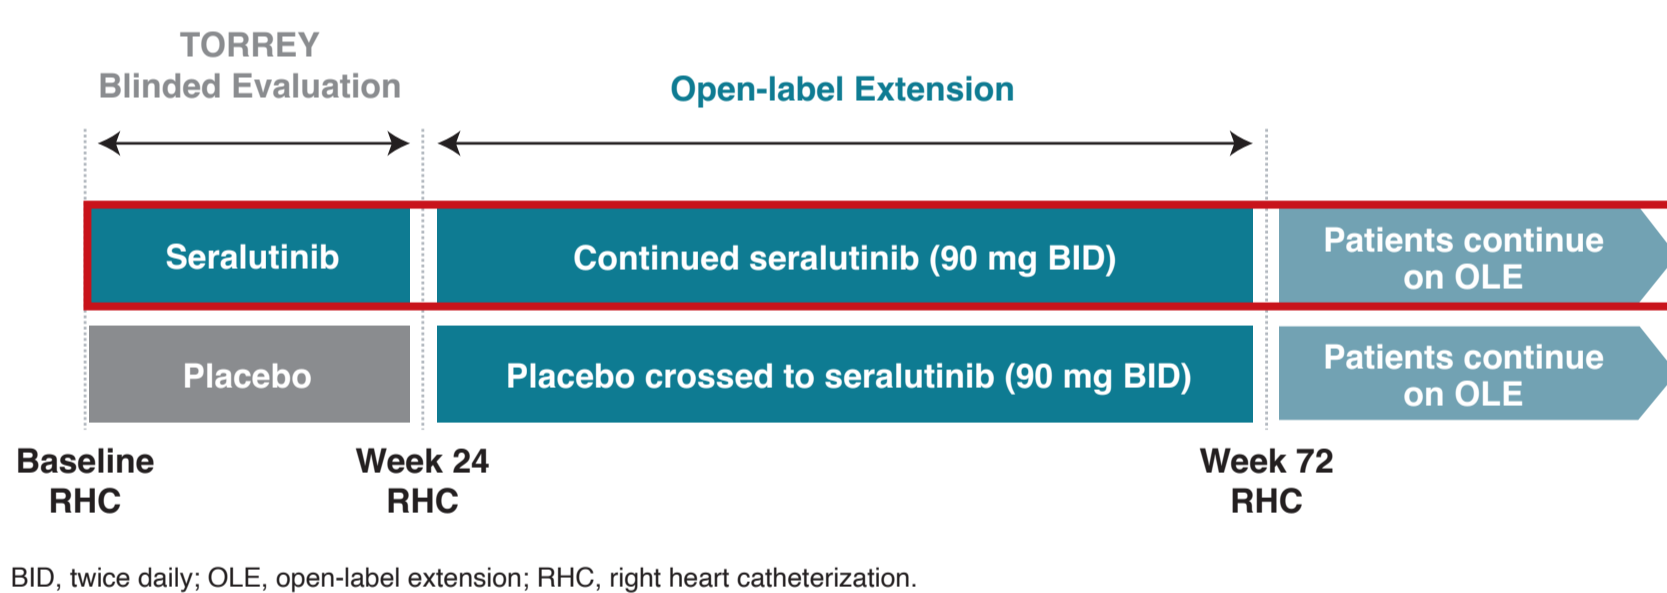 TORREY
Blinded Evaluation
Open-label Extension
Seralutinib
Continued seralutinib (90 mg BID)
Patients continue
on OLE
Placebo
Placebo crossed to seralutinib (90 mg BID)
Patients continue
on OLE
Baseline
RHC
Week 24
RHC
Week 72
RHC
BID, twice daily; OLE, open-label extension; RHC, right heart catheterization.